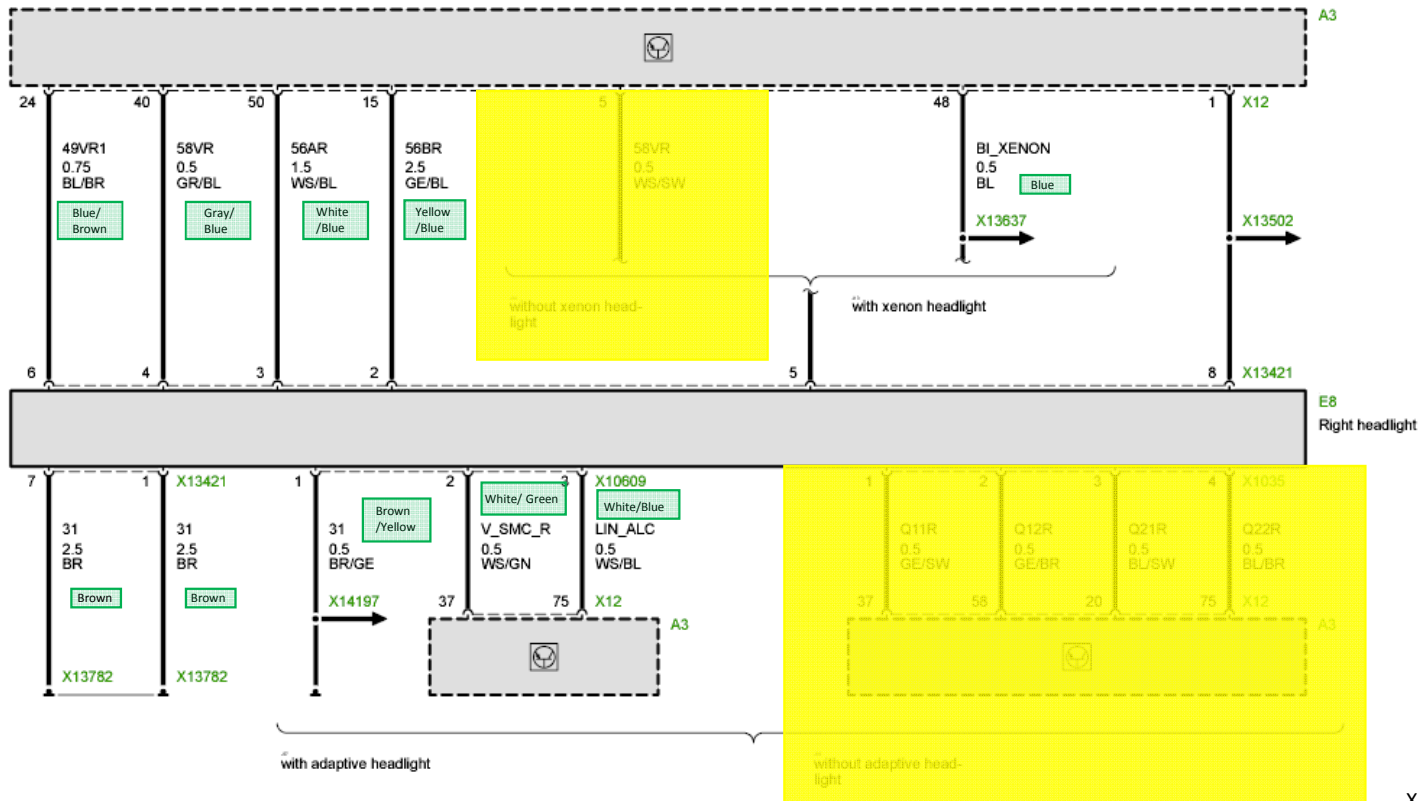 A3
24 40 50 15 5 48 1 X12
49VR1 58VR 56AR 56BR 58VR BI_XENON
0.75 0.5 1.5 2.5 0.5 0.5
BL/BR GR/BL WS/BL GE/BL WS/SW BL Blue
Blue/ Gray/ White Yellow
Brown Blue /Blue /Blue
X13637 X13502
without xenon head-
light
with xenon headlight
6 4 3 2 5 8 X13421
E8
Right headlight
7 1 X13421 1 2 3 X10609 1 2 3 4 X1035
White/ Green White/Blue
Brown
/Yellow
31 31 31 V_SMC_R LIN_ALC Q11R Q12R Q21R Q22R
2.5 2.5 0.5 0.5 0.5 0.5 0.5 0.5 0.5
BR BR BR/GE WS/GN WS/BL GE/SW GE/BR BL/SW BL/BR
Brown Brown
X14197 37 75 X12 37 58 20 75 X12
A3 A3
X13782 X13782
with adaptive headlight
without adaptive head-
light
X